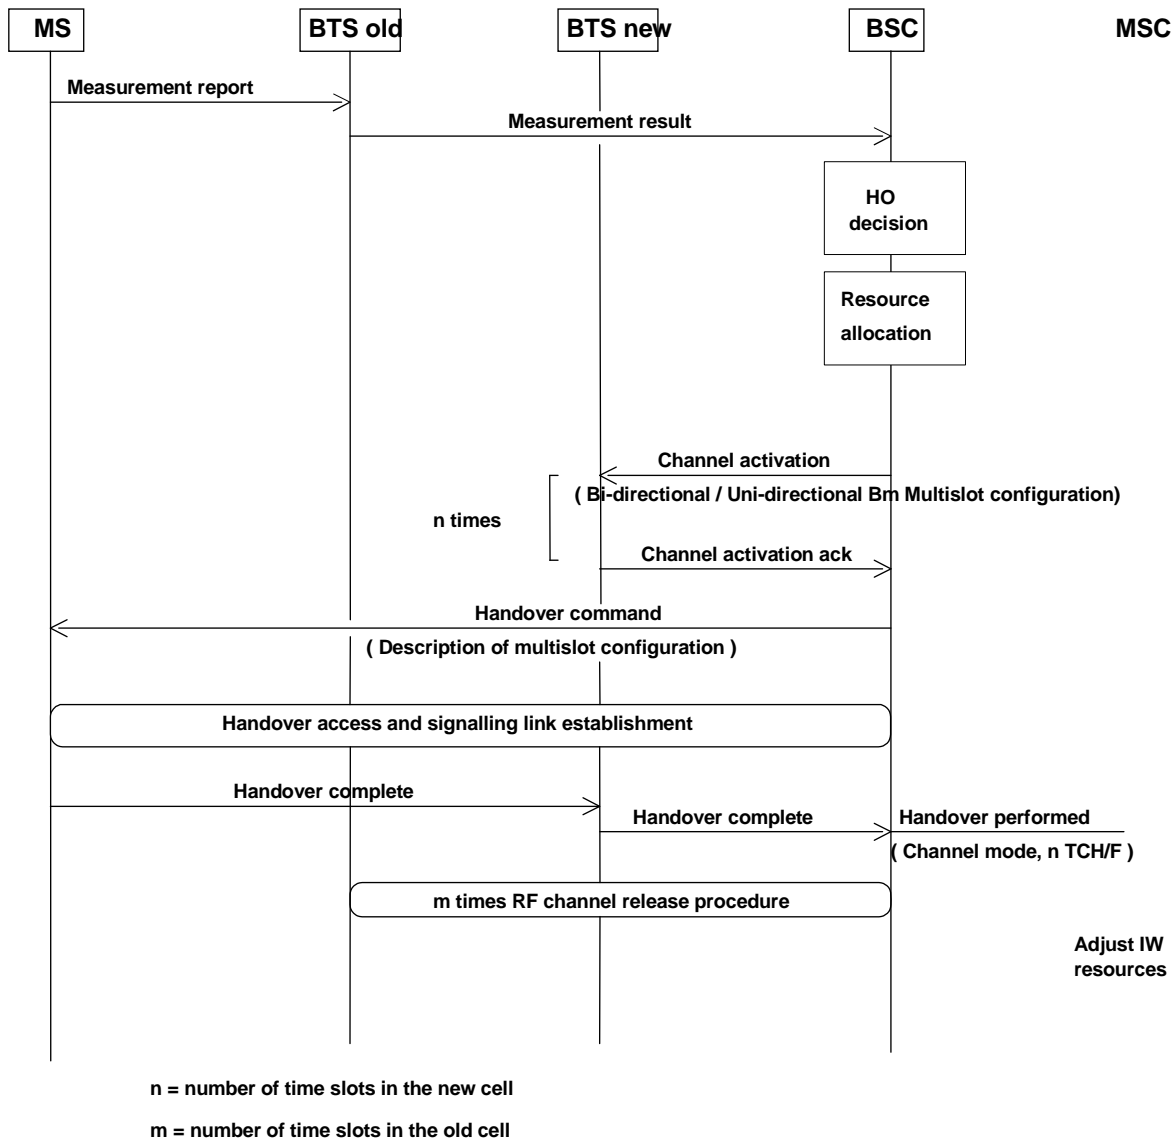 MS
BTS old
BTS new
BSC
MSC
Measurement report
Measurement result
HO
decision
Resource
allocation
Channel activation
( Bi-directional / Uni-directional Bm Multislot configuration)
n times
Channel activation ack
Handover command
( Description of multislot configuration )
Handover access and signalling link establishment
Handover complete
Handover complete
Handover performed
( Channel mode, n TCH/F )
m times RF channel release procedure
Adjust IW
resources
n = number of time slots in the new cell
m = number of time slots in the old cell